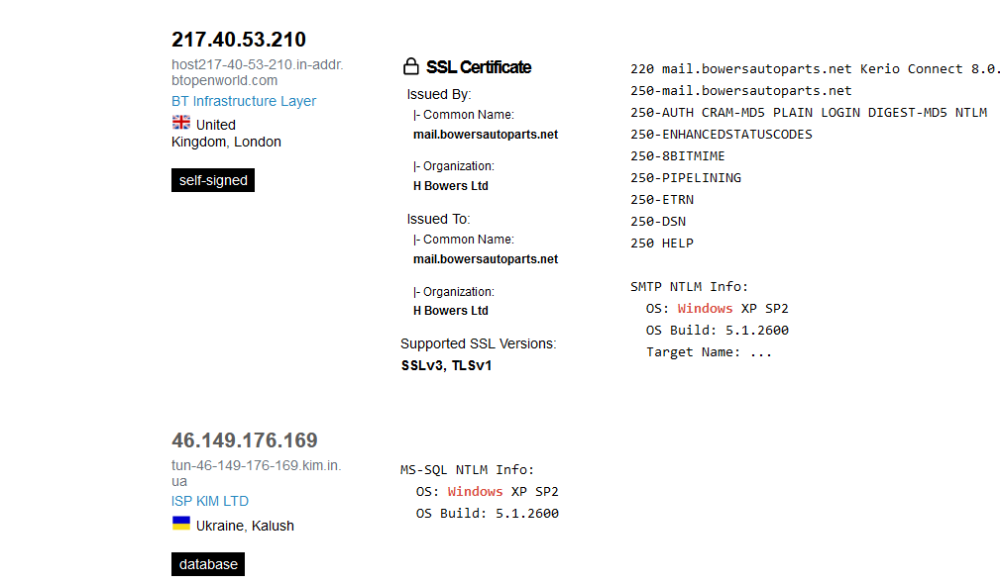 217.40.53.210
host217-40-53-210.in-addr.
btopenworld.com
BT Infrastructure Layer
United
Kingdom, London
self-signed
SSL Certificate
Issued By:
|- Common Name:
mail.bowersautoparts.net
|- Organization:
H Bowers Ltd
Issued To:
|- Common Name:
mail.bowersautoparts.net
|- Organization:
H Bowers Ltd
Supported SSL Versions:
SSLv3, TLSv1
220 mail.bowersautoparts.net Kerio Connect 8.0.
250-mail.bowersautoparts.net
250-AUTH CRAM-MD5 PLAIN LOGIN DIGEST-MD5 NTLM
250-ENHANCEDSTATUSCODES
250-8BITMIME
250-PIPELINING
250-ETRN
250-DSN
250 HELP
SMTP NTLM Info:
OS: Windows XP SP2
OS Build: 5.1.2600
Target Name: ...
46.149.176.169
tun-46-149-176-169.kim.in.
ua
ISP KIM LTD
Ukraine, Kalush
database
MS-SQL NTLM Info:
OS: Windows XP SP2
OS Build: 5.1.2600